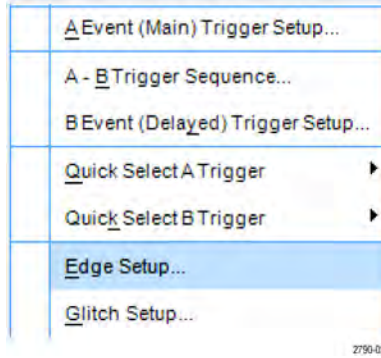 A Event (Main) Trigger Setup...
A - B Trigger Sequence...
B Event (Delayed) Trigger Setup...
Quick Select A Trigger
Quick Select B Trigger
Edge Setup...
Glitch Setup...